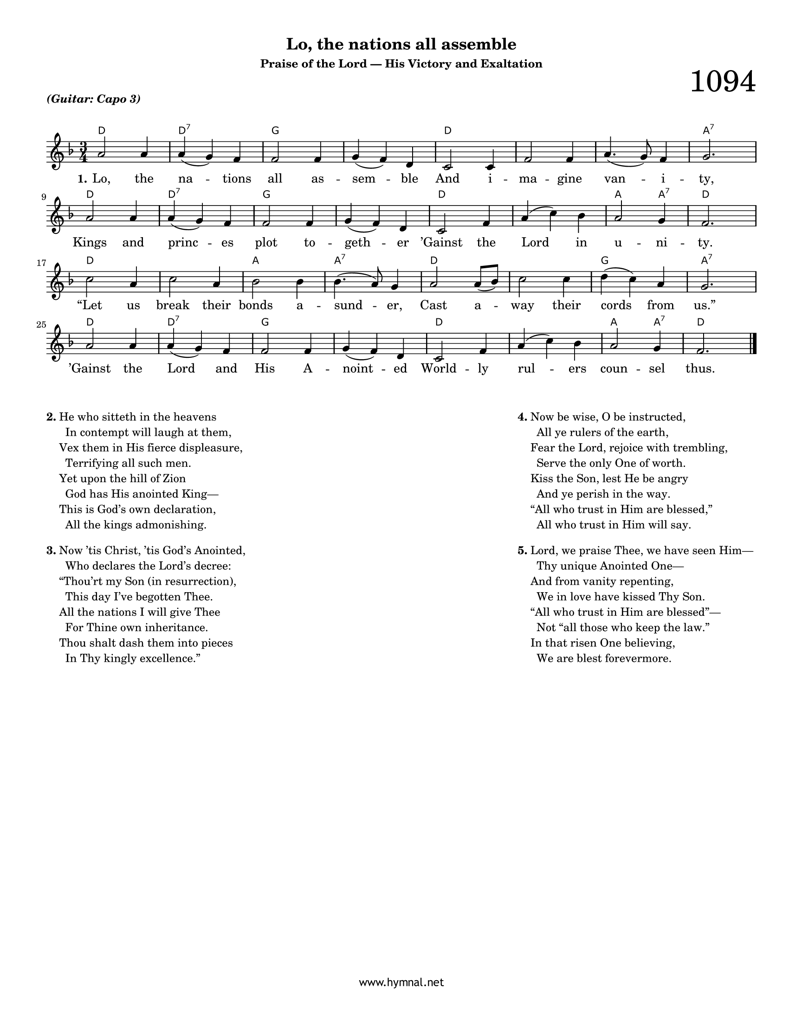 Lo, the nations all assemble
Praise of the Lord — His Victory and Exaltation
1094
(Guitar: Capo 3)
D D7 G D A7
1. Lo, the na - tions all as - sem - ble And i - ma - gine van - i - ty,
9 D D7 G D A A7 D
Kings and princ - es plot to - geth - er ’Gainst the Lord in u - ni - ty.
17 D A A7 D G A7
“Let us break their bonds a - sund - er, Cast a - way their cords from us.”
25 D D7 G D A A7 D
’Gainst the Lord and His A - noint - ed World - ly rul - ers coun - sel thus.
2. He who sitteth in the heavens
In contempt will laugh at them,
Vex them in His fierce displeasure,
Terrifying all such men.
Yet upon the hill of Zion
God has His anointed King—
This is God’s own declaration,
All the kings admonishing.
3. Now ’tis Christ, ’tis God’s Anointed,
Who declares the Lord’s decree:
“Thou’rt my Son (in resurrection),
This day I’ve begotten Thee.
All the nations I will give Thee
For Thine own inheritance.
Thou shalt dash them into pieces
In Thy kingly excellence.”
4. Now be wise, O be instructed,
All ye rulers of the earth,
Fear the Lord, rejoice with trembling,
Serve the only One of worth.
Kiss the Son, lest He be angry
And ye perish in the way.
“All who trust in Him are blessed,”
All who trust in Him will say.
5. Lord, we praise Thee, we have seen Him—
Thy unique Anointed One—
And from vanity repenting,
We in love have kissed Thy Son.
“All who trust in Him are blessed”—
Not “all those who keep the law.”
In that risen One believing,
We are blest forevermore.
www.hymnal.net